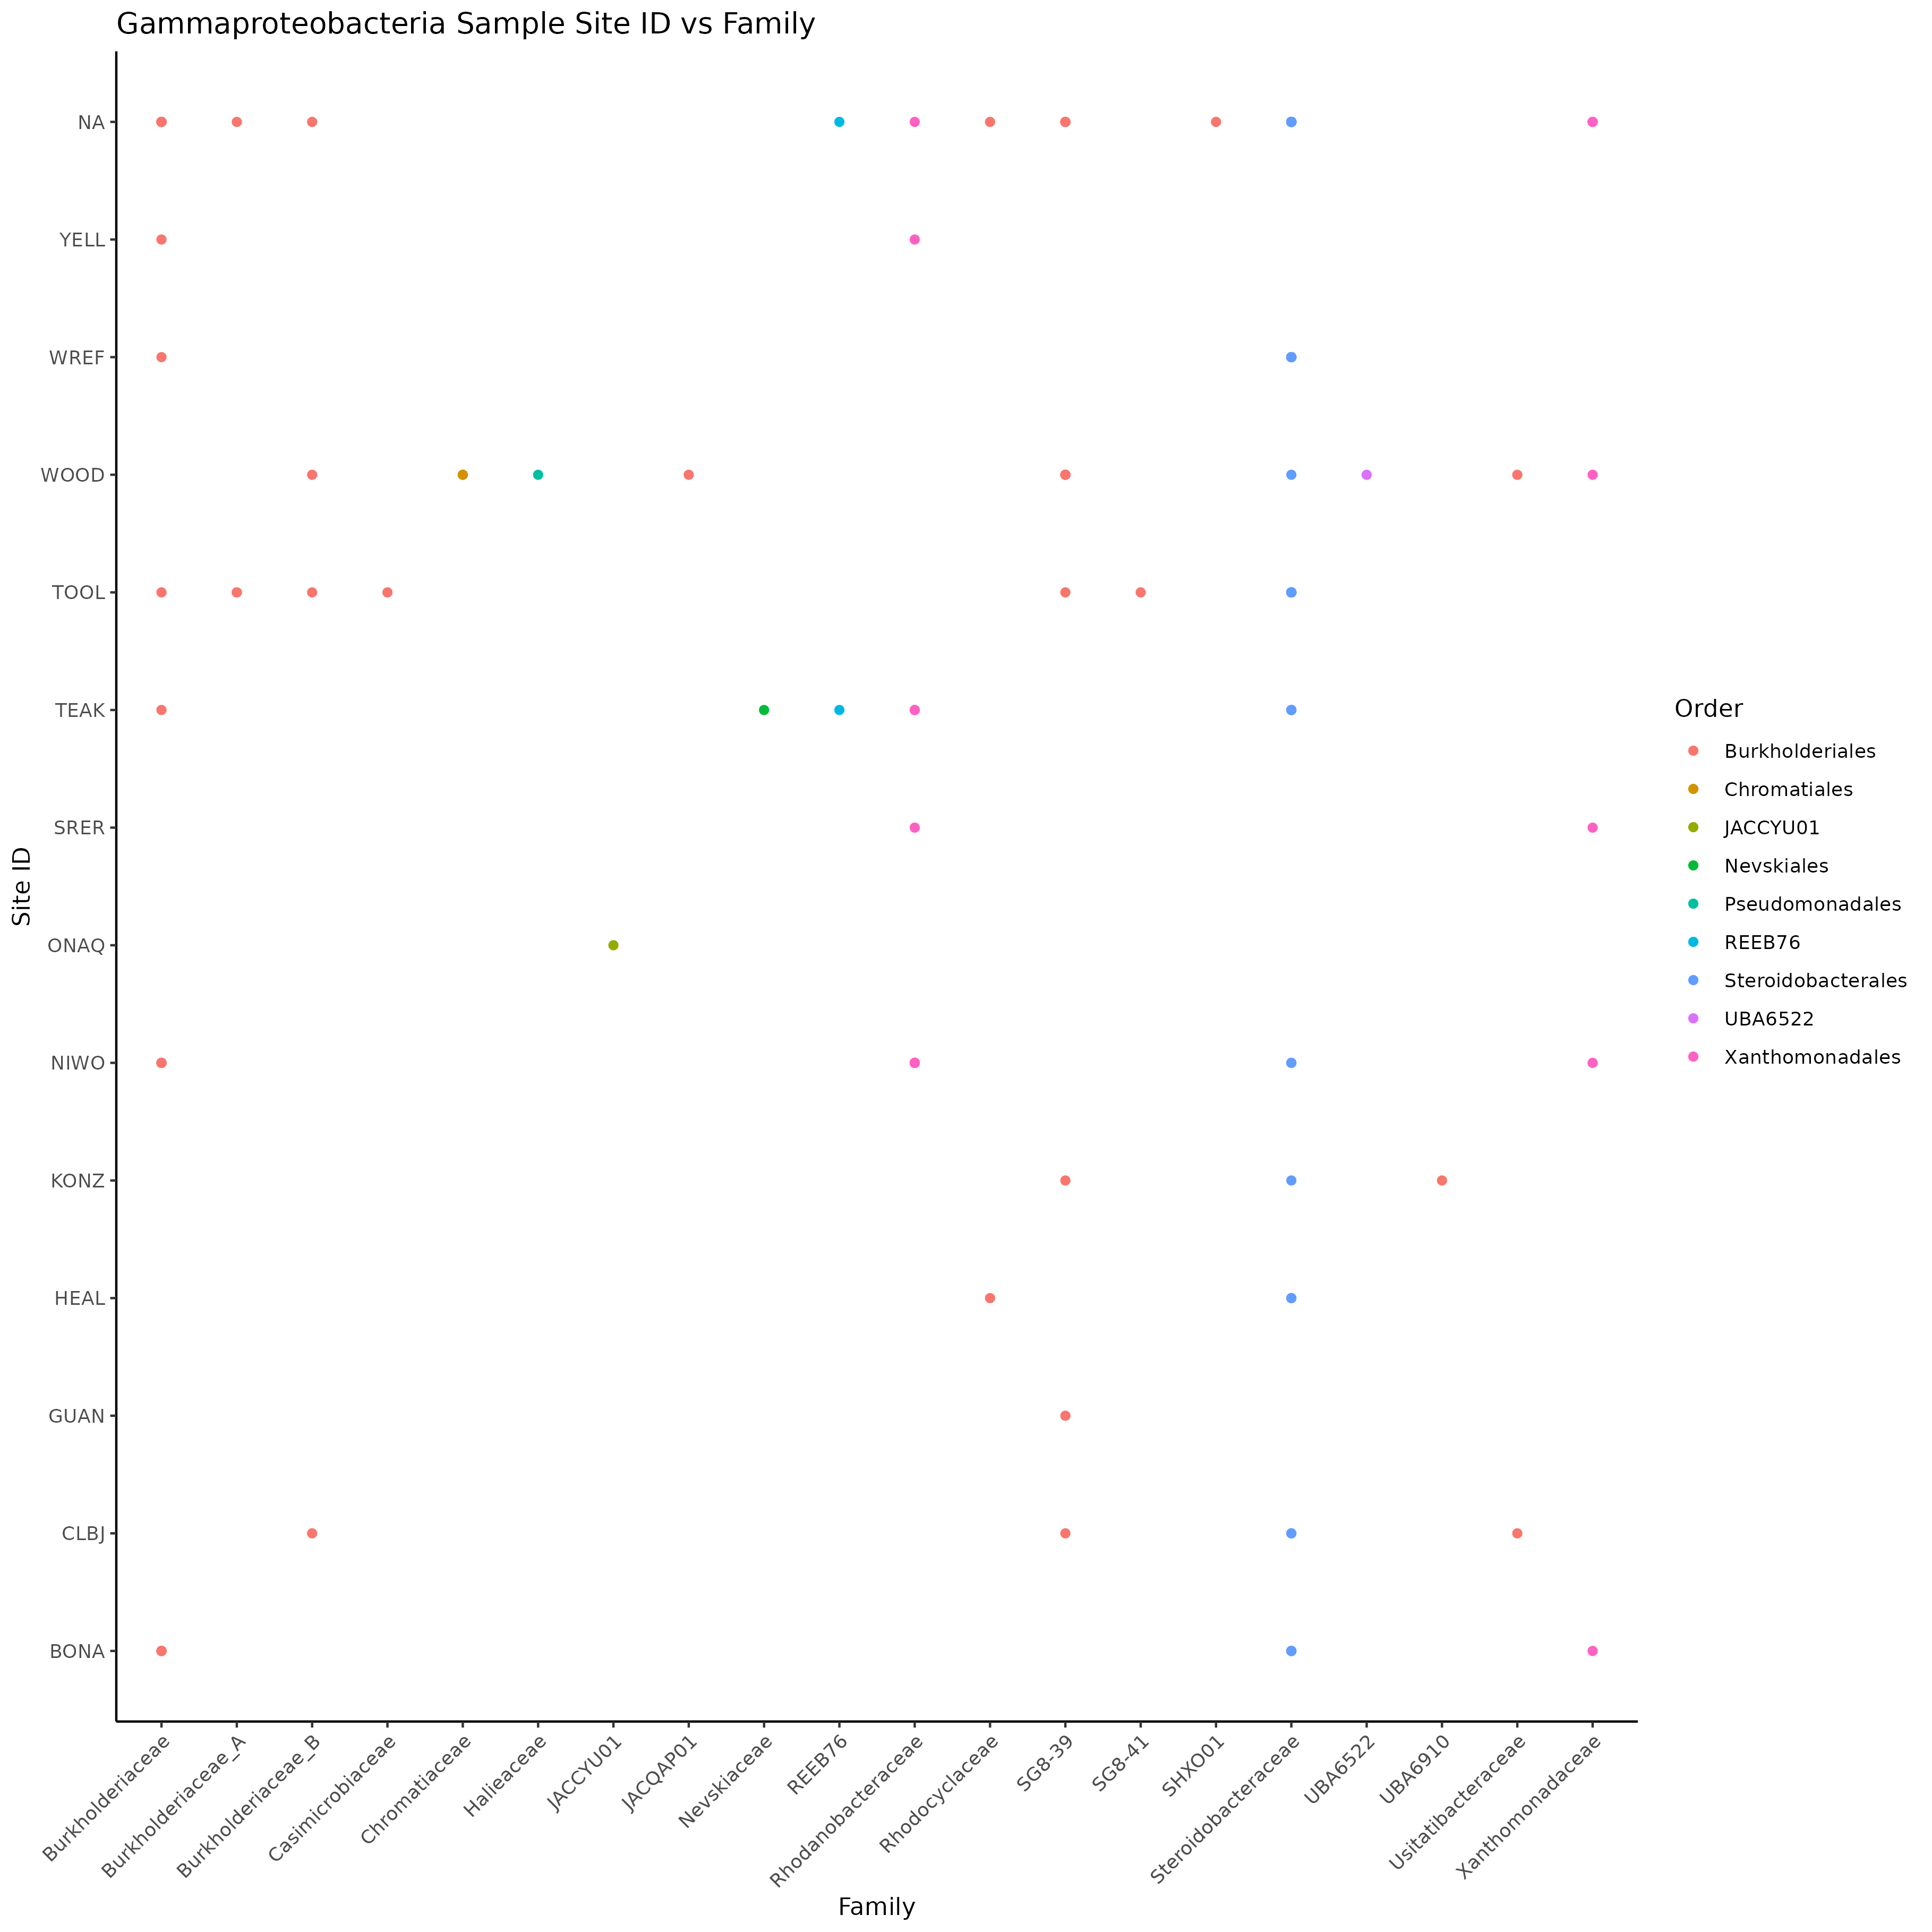 Gammaproteobacteria Sample Site ID vs Family
NA
YELL
WREF
WOOD
TOOL
TEAK
SRER
ONAQ
NIWO
KONZ
HEAL
GUAN
CLBJ
BONA
Site ID
Burkholderiaceae
Burkholderiaceae_A
Burkholderiaceae_B
Casimicrobiaceae
Chromatiaceae
Halieaceae
JACCYU01
JACQAP01
Nevskiaceae
REEB76
Rhodanobacteraceae
Rhodocyclaceae
SG8-39
SG8-41
SHXO01
Steroidobacteraceae
UBA6522
UBA6910
Usitatibacteraceae
Xanthomonadaceae
Family
Order
Burkholderiales
Chromatiales
JACCYU01
Nevskiales
Pseudomonadales
REEB76
Steroidobacterales
UBA6522
Xanthomonadales